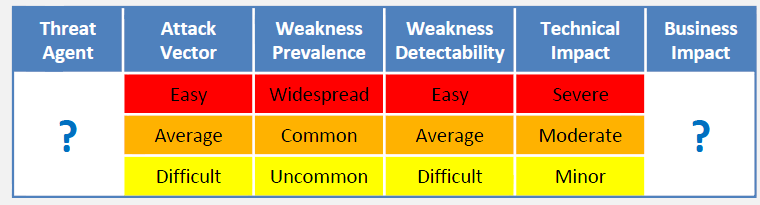 Threat Agent
Attack Vector
Weakness Prevalence
Weakness Detectability
Technical Impact
Business Impact
?
Easy Widespread Easy Severe
Average Common Average Moderate
Difficult Uncommon Difficult Minor
?